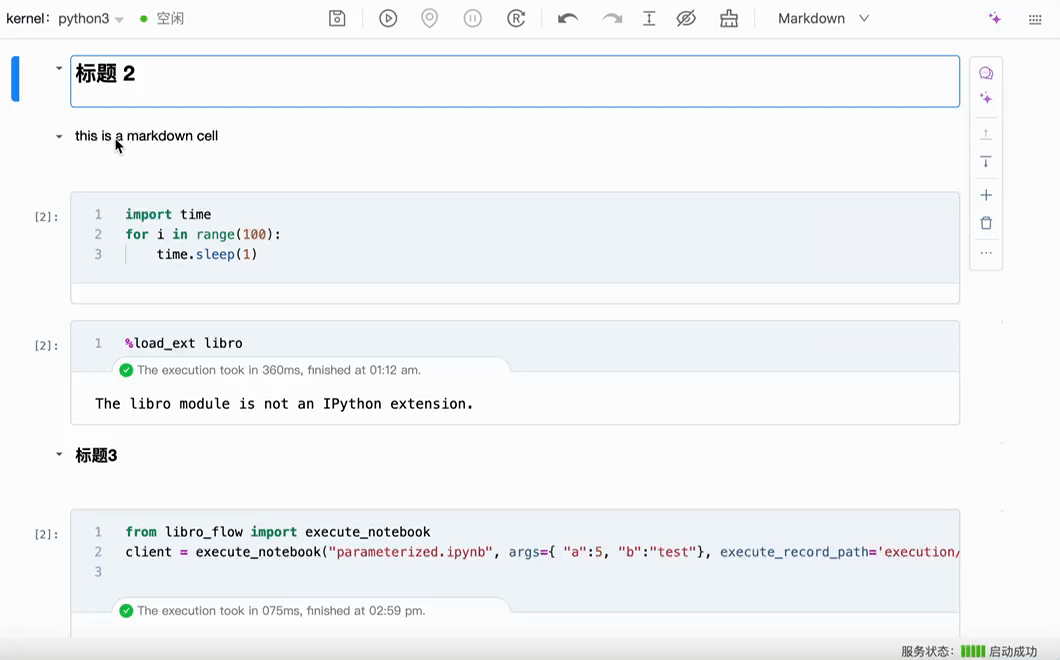 kernel: python3 空闲 Markdown
标题 2
this is a markdown cell
[2]: 1 import time
2 for i in range(100):
3 time.sleep(1)
[2]: 1 %load_ext libro
The execution took in 360ms, finished at 01:12 am.
The libro module is not an IPython extension.
标题3
[2]: 1 from libro_flow import execute_notebook
2 client = execute_notebook("parameterized.ipynb", args={ "a":5, "b":"test"}, execute_record_path='execution/
3
The execution took in 075ms, finished at 02:59 pm.
服务状态: 启动成功